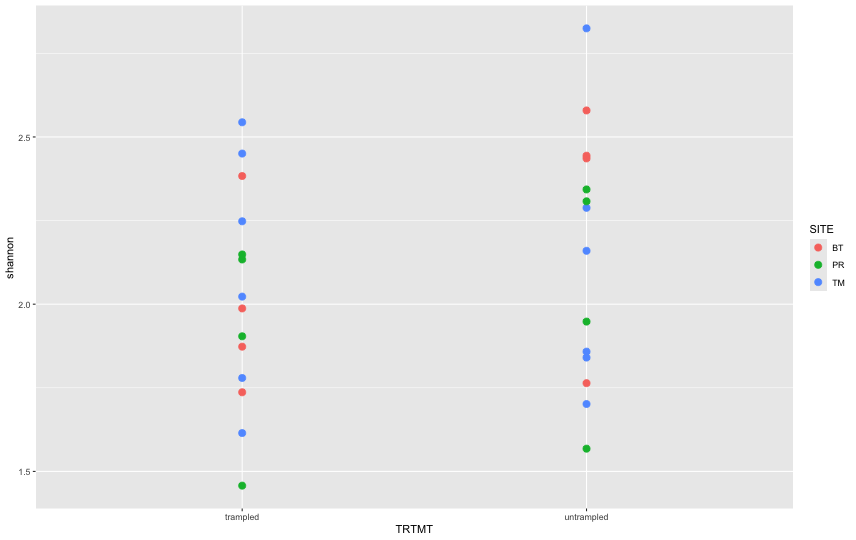 2.5
2.0
1.5
shannon
trampled
untrampled
TRTMT
SITE
BT
PR
TM